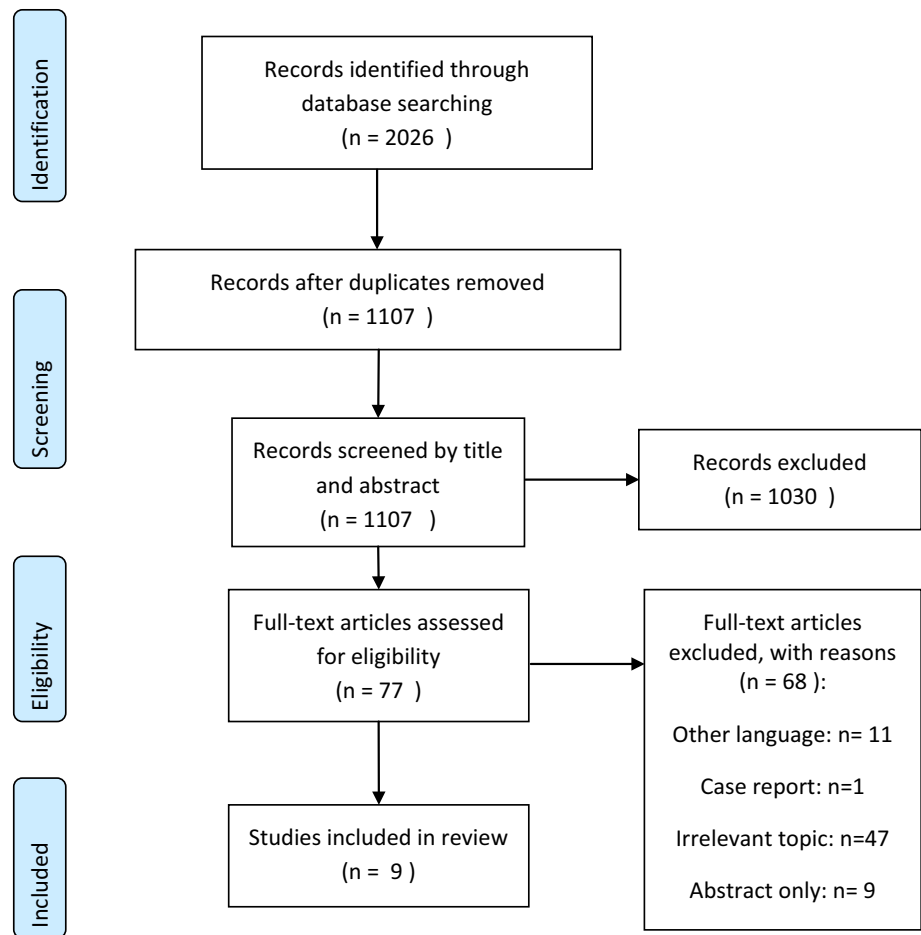 Identification
Records identified through
database searching
(n = 2026  )
Records after duplicates removed
(n = 1107  )
Screening
Records screened by title
and abstract
(n = 1107  )
Records excluded
(n = 1030  )
Eligibility
Full-text articles assessed
for eligibility
(n = 77  )
Full-text articles
excluded, with reasons
(n = 68 ):
Other language: n= 11
Case report: n=1
Irrelevant topic: n=47
Abstract only: n= 9
Included
Studies included in review
(n =  9 )